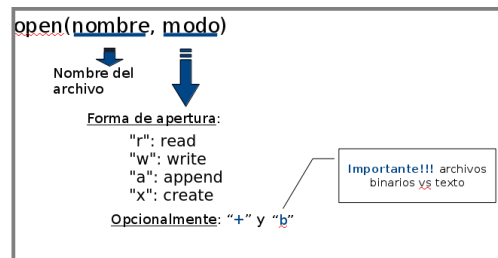 open(nombre, modo)
Nombre del
archivo
Forma de apertura:
"r": read
"w": write
"a": append
"x": create
Importante!!! archivos
binarios vs texto
Opcionalmente: “+” y “b”